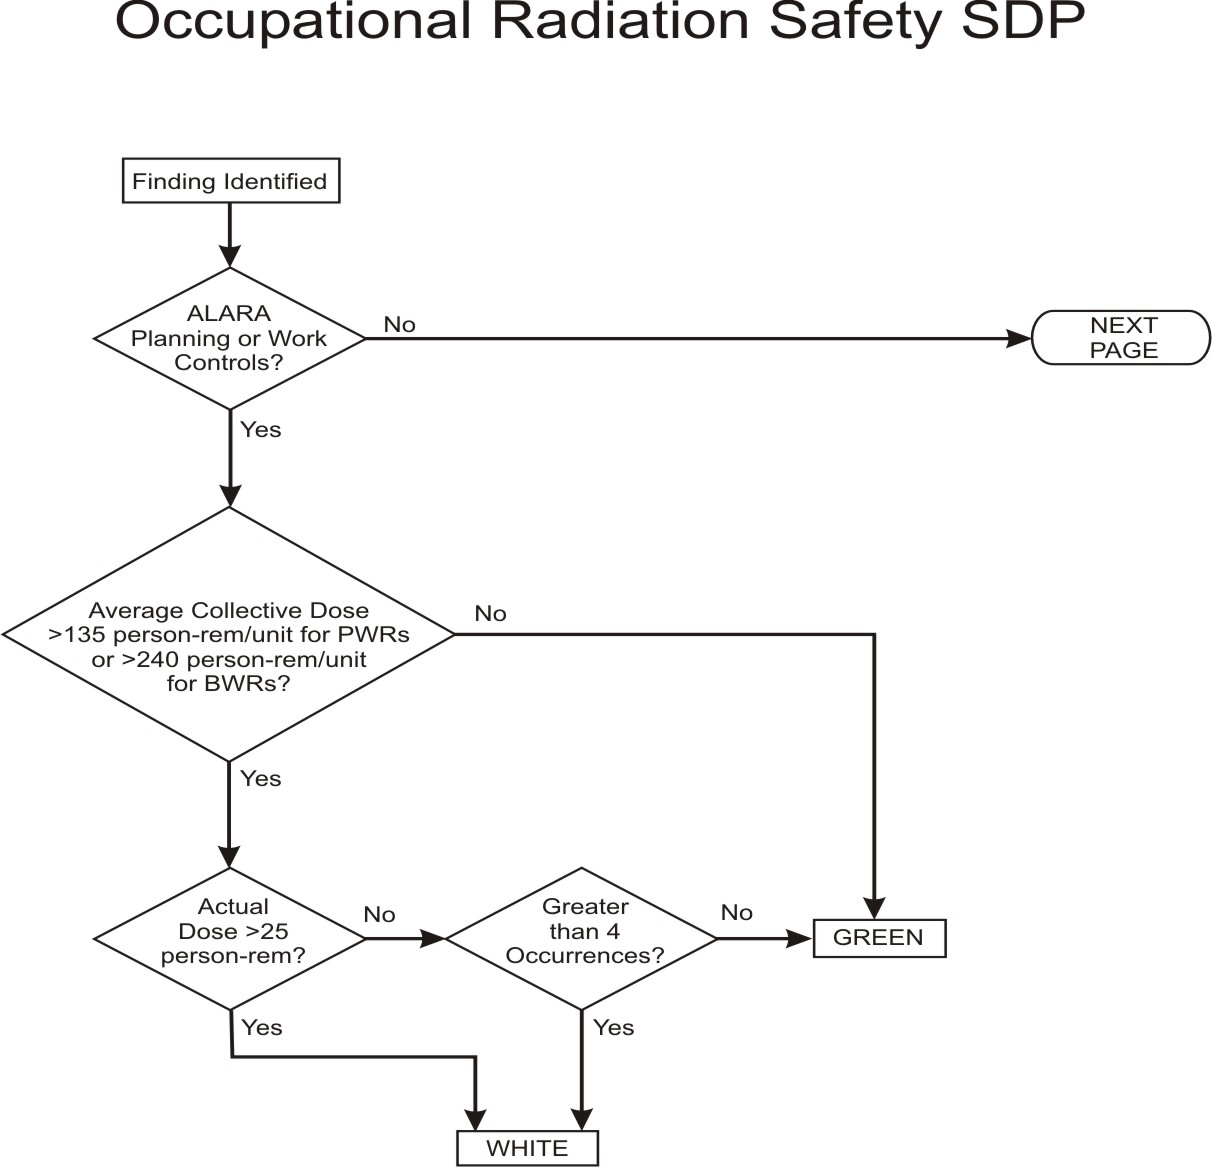 Occupational Radiation Safety SDP
Finding Identified
ALARA
Planning or Work
Controls?
No
NEXT
PAGE
Yes
Average Collective Dose
>135 person-rem/unit for PWRs
or >240 person-rem/unit
for BWRs?
No
Yes
Actual
Dose >25
person-rem?
No
Greater
than 4
Occurrences?
No
GREEN
Yes
Yes
WHITE